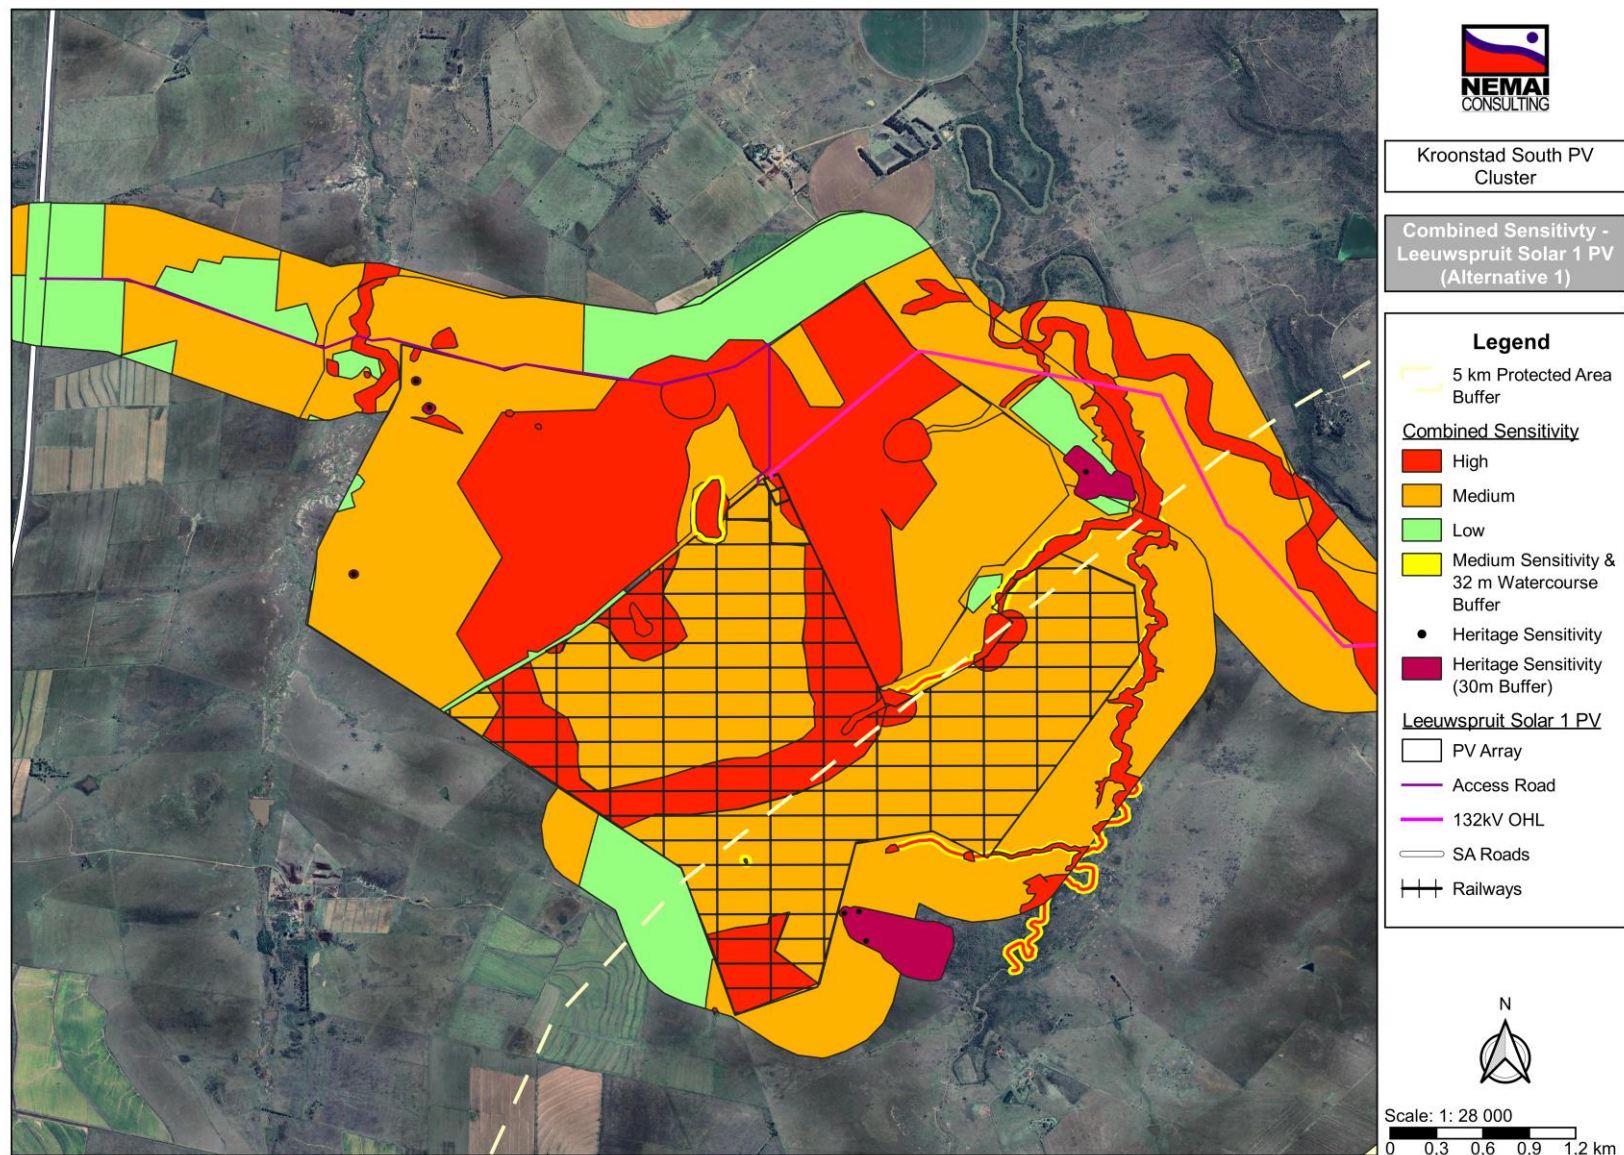 NEMAI
CONSULTING
Kroonstad South PV
Cluster
Combined Sensitivty -
Leeuwspruit Solar 1 PV
(Alternative 1)
Legend
5 km Protected Area
Buffer
Combined Sensitivity
High
Medium
Low
Medium Sensitivity &
32 m Watercourse
Buffer
Heritage Sensitivity
Heritage Sensitivity
(30m Buffer)
Leeuwspruit Solar 1 PV
PV Array
Access Road
132kV OHL
SA Roads
Railways
N
Scale: 1: 28 000
0 0.3 0.6 0.9 1.2 km